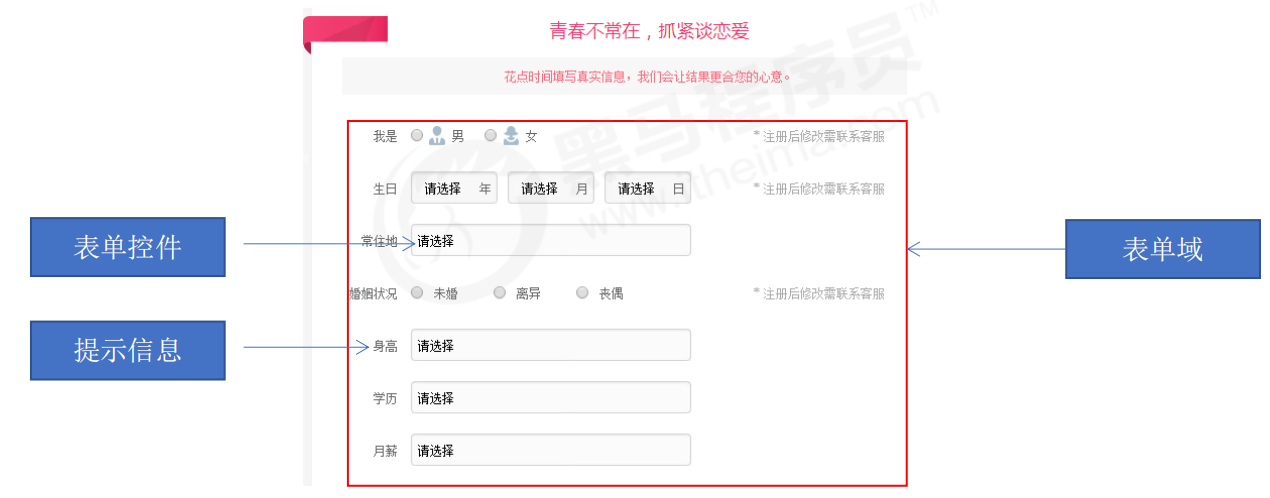 青春不常在，抓紧谈恋爱
花点时间填写真实信息，我们会让结果更合您的心意。
我是 男 女 * 注册后修改需联系客服
生日 请选择 年 请选择 月 请选择 日 * 注册后修改需联系客服
表单控件
常住地 请选择
表单域
婚姻状况 未婚 离异 丧偶 * 注册后修改需联系客服
提示信息
身高 请选择
学历 请选择
月薪 请选择
黑马程序员™
www.itheima.com